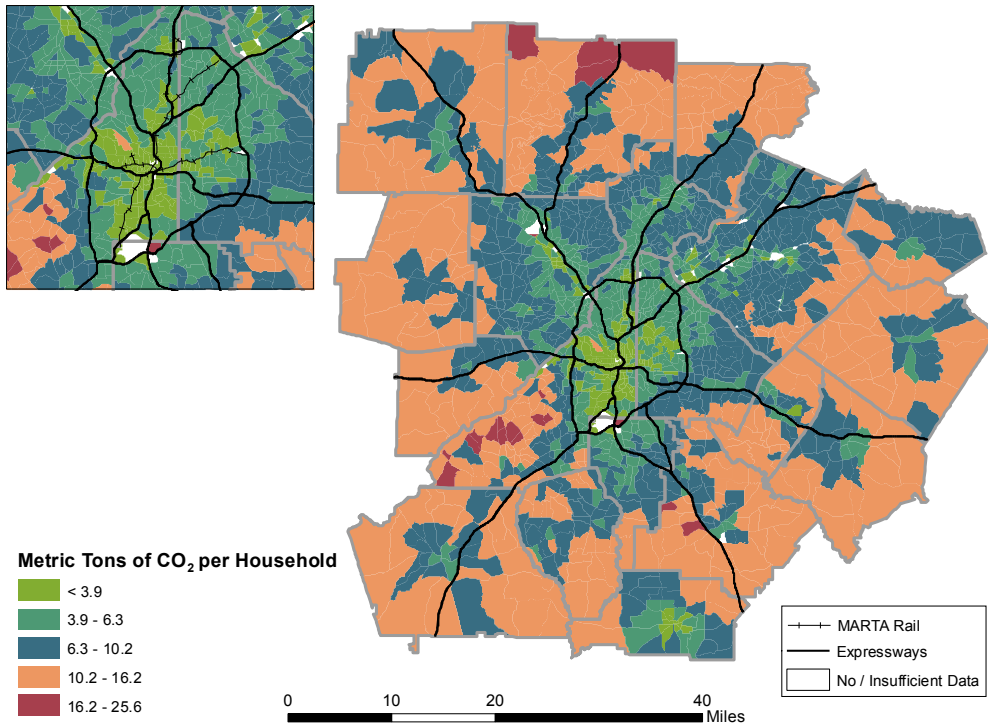 Metric Tons of CO₂ per Household
< 3.9
3.9 - 6.3
6.3 - 10.2
10.2 - 16.2
16.2 - 25.6
MARTA Rail
Expressways
No / Insufficient Data
0 10 20 40
Miles